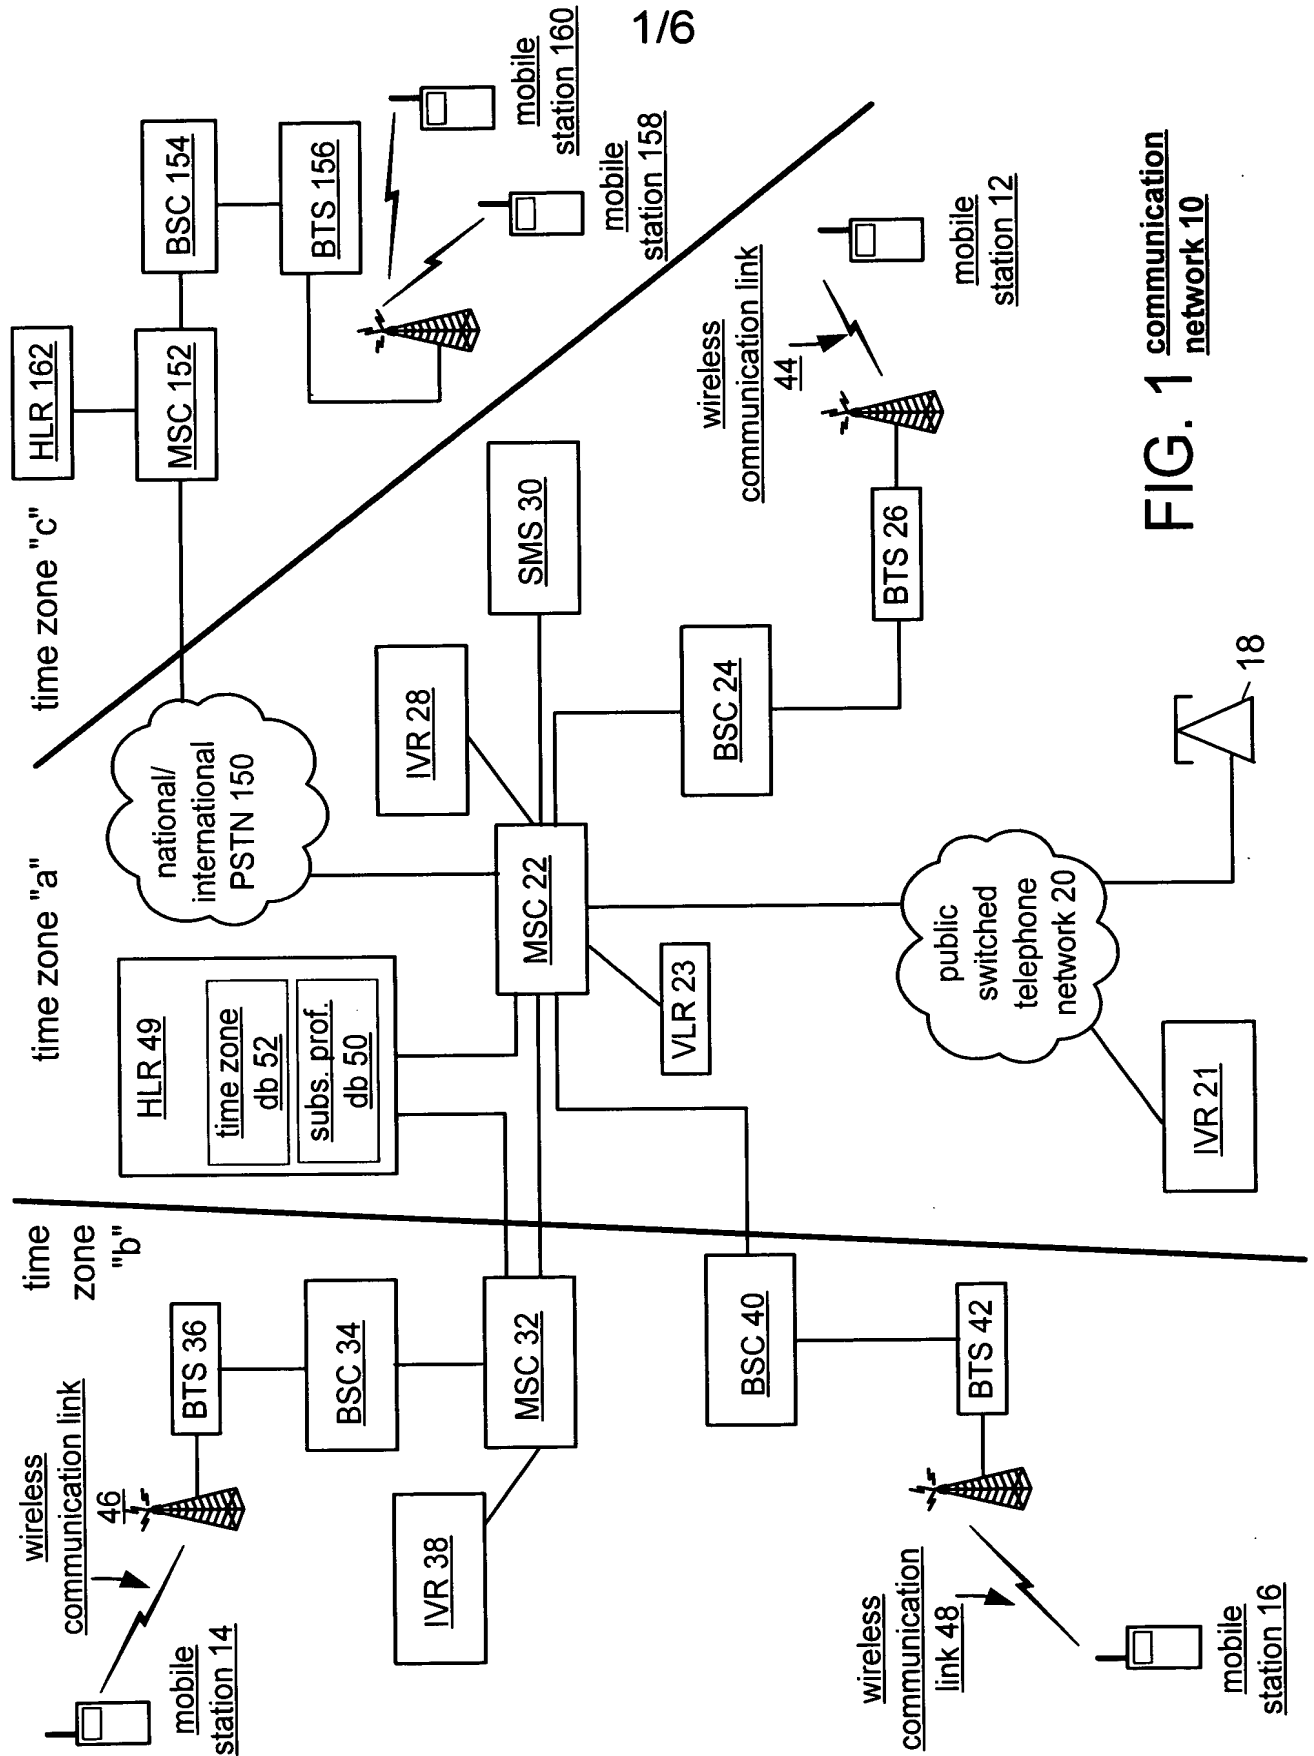 1/6
time zone "b"
time zone "a"
time zone "c"
wireless
communication link
46
mobile
station 14
BTS 36
BSC 34
MSC 32
IVR 38
HLR 49
time zone
db 52
subs. prof.
db 50
national/
international
PSTN 150
HLR 162
MSC 152
BSC 154
BTS 156
mobile
station 160
mobile
station 158
IVR 28
SMS 30
MSC 22
VLR 23
BSC 24
BTS 26
wireless
communication link
44
mobile
station 12
BSC 40
BTS 42
wireless
communication
link 48
mobile
station 16
public
switched
telephone
network 20
IVR 21
18
FIG. 1
communication
network 10